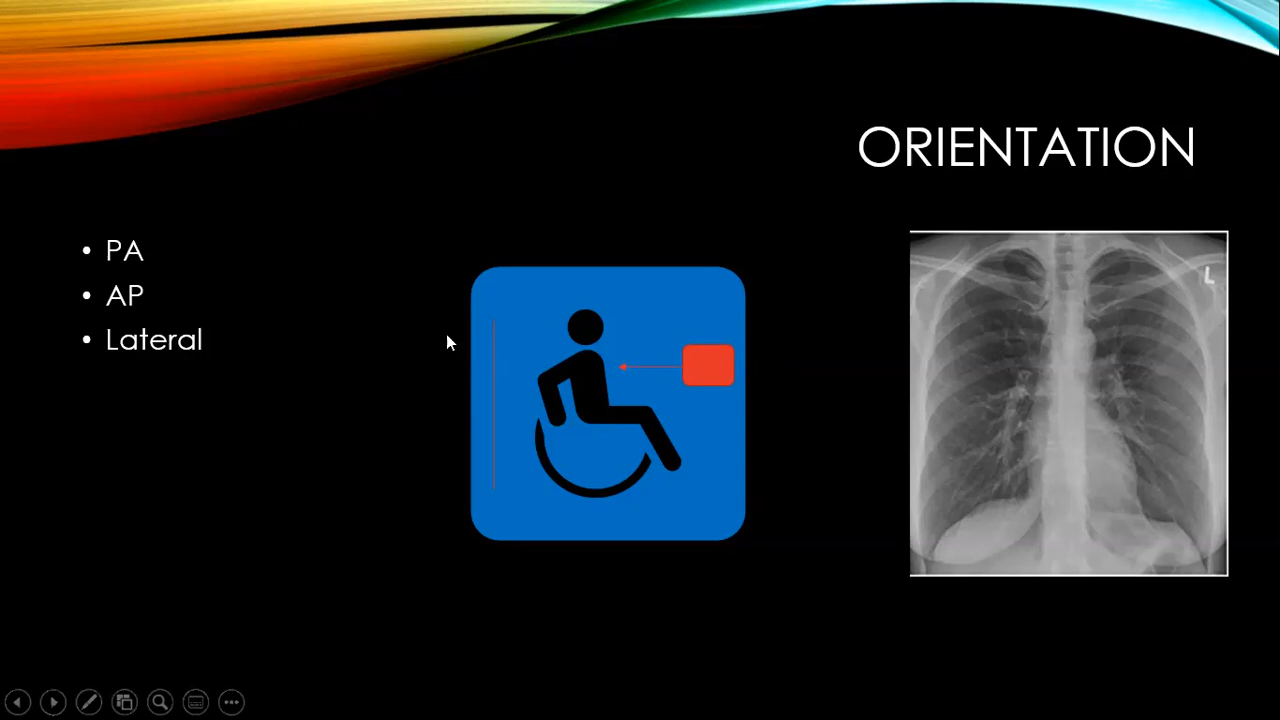 ORIENTATION
• PA
• AP
• Lateral
L